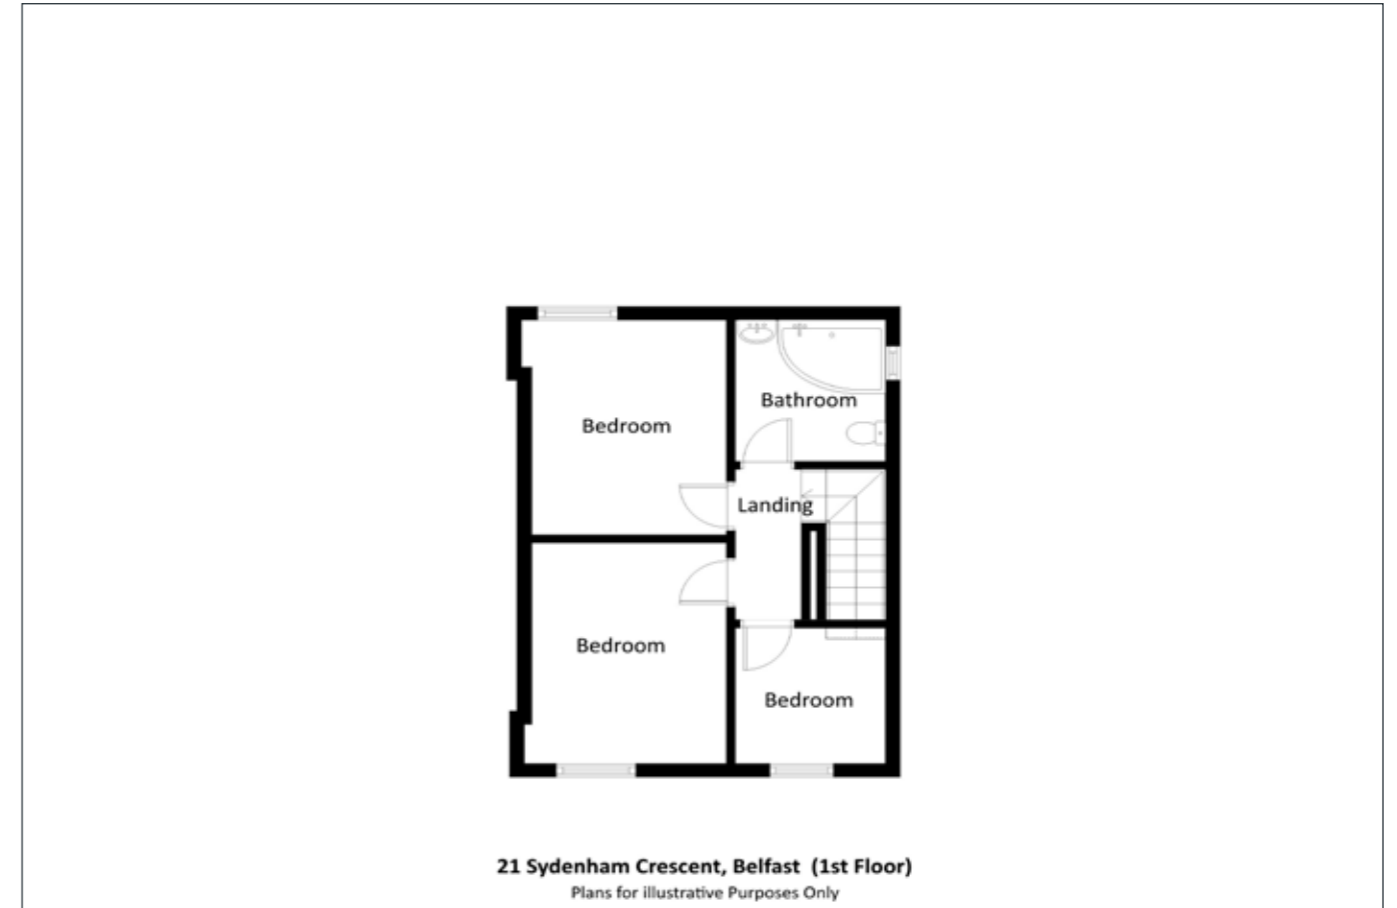 Bathroom
Bedroom
Landing
Bedroom
Bedroom
21 Sydenham Crescent, Belfast (1st Floor)
Plans for illustrative Purposes Only